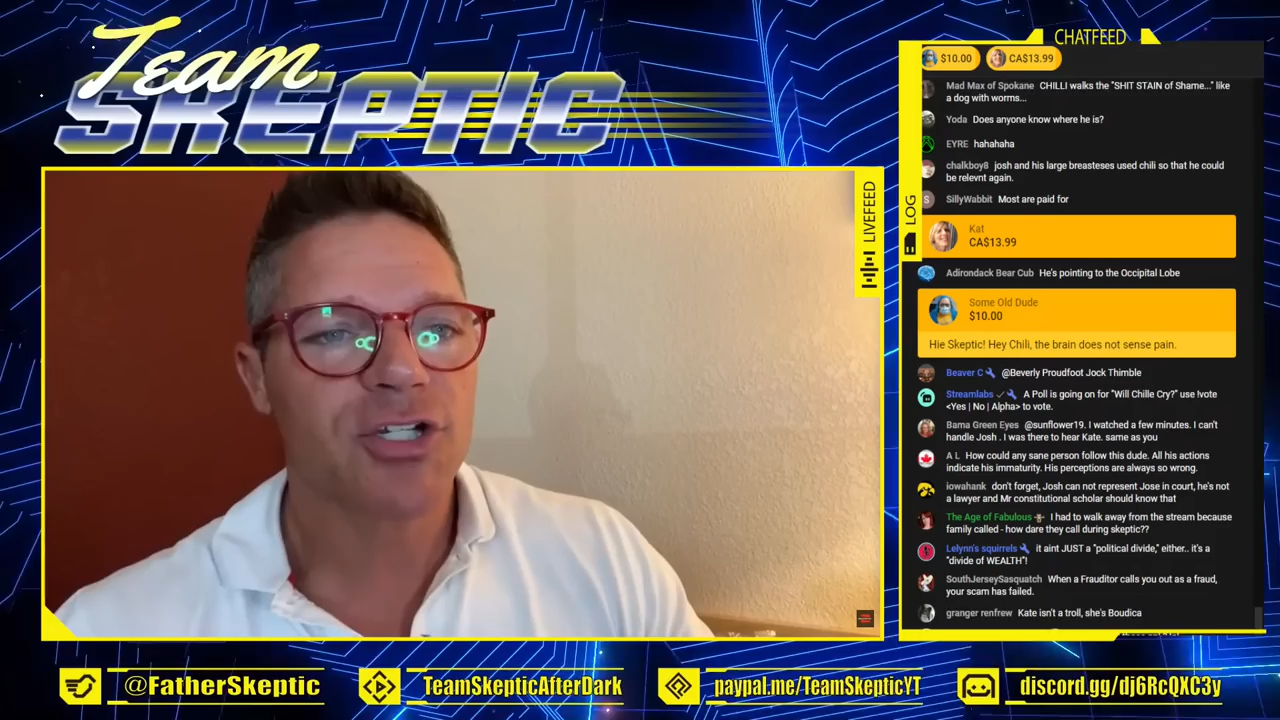 Team
SKEPTIC
CHATFEED
$10.00 CA$13.99
LOG
LIVEFEED
Mad Max of Spokane CHILLI walks the "SHIT STAIN of Shame..." like
a dog with worms...
Yoda Does anyone know where he is?
EYRE hahahaha
chalkboy8 josh and his large breasteses used chili so that he could
be relevnt again.
S SillyWabbit Most are paid for
Kat
CA$13.99
Adirondack Bear Cub He's pointing to the Occipital Lobe
Some Old Dude
$10.00
Hie Skeptic! Hey Chili, the brain does not sense pain.
Beaver C @Beverly Proudfoot Jock Thimble
Streamlabs A Poll is going on for "Will Chille Cry?" use !vote
<Yes | No | Alpha> to vote.
Bama Green Eyes @sunflower19. I watched a few minutes. I can't
handle Josh . I was there to hear Kate. same as you
A L How could any sane person follow this dude. All his actions
indicate his immaturity. His perceptions are always so wrong.
iowahank don't forget, Josh can not represent Jose in court, he's not
a lawyer and Mr constitutional scholar should know that
The Age of Fabulous I had to walk away from the stream because
family called - how dare they call during skeptic??
Lelynn's squirrels it aint JUST a "political divide," either.. it's a
"divide of WEALTH"!
SouthJerseySasquatch When a Frauditor calls you out as a fraud,
your scam has failed.
granger renfrew Kate isn't a troll, she's Boudica
@FatherSkeptic
TeamSkepticAfterDark
paypal.me/TeamSkepticYT
discord.gg/dj6RcQXC3v